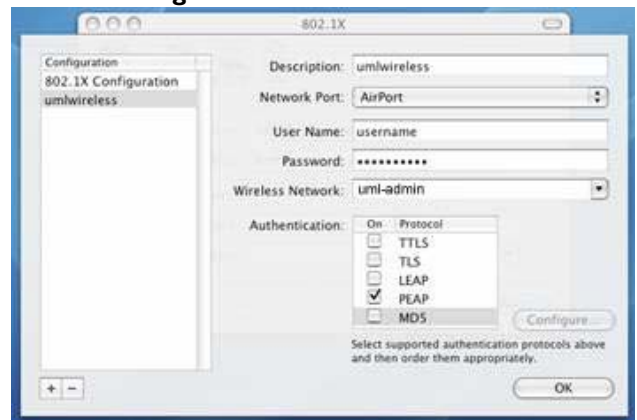 802.1X
Configuration
802.1X Configuration
umlwireless
Description: umlwireless
Network Port: AirPort
User Name: username
Password: ••••••••••
Wireless Network: uml-admin
Authentication: On Protocol
TTLS
TLS
LEAP
PEAP
MD5
Configure...
Select supported authentication protocols above
and then order them appropriately.
+ −
OK